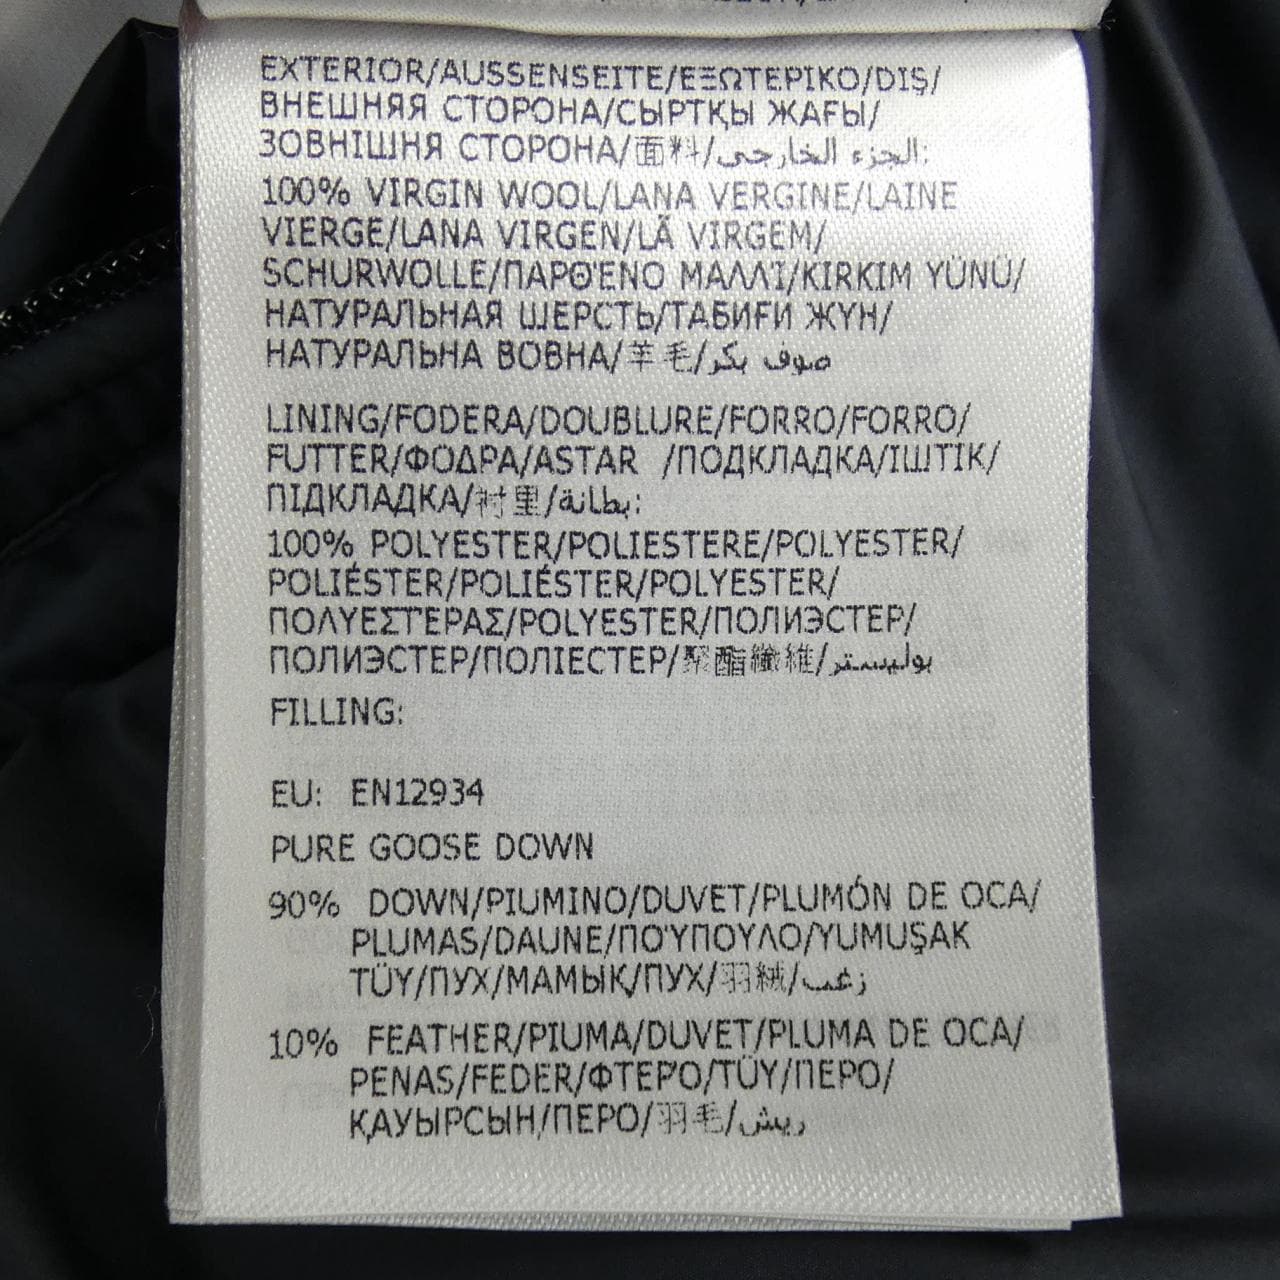 EXTERIOR/AUSSENSEITE/ΕΞΩΤΕΡΙΚΟ/DIŞ/
ВНЕШНЯЯ СТОРОНА/СЫРТҚЫ ЖАҒЫ/
ЗОВНІШНЯ СТОРОНА/面料/الجزء الخارجي:
100% VIRGIN WOOL/LANA VERGINE/LAINE
VIERGE/LANA VIRGEN/LÃ VIRGEM/
SCHURWOLLE/ΠΑΡΘΈΝΟ ΜΑΛΛΊ/KIRKIM YÜNÜ/
НАТУРАЛЬНАЯ ШЕРСТЬ/ТАБИҒИ ЖҮН/
НАТУРАЛЬНА ВОВНА/羊毛/صوف بكر
LINING/FODERA/DOUBLURE/FORRO/FORRO/
FUTTER/ΦΟΔΡΑ/ASTAR /ПОДКЛАДКА/ІШТІК/
ПІДКЛАДКА/衬里/بطانة:
100% POLYESTER/POLIESTERE/POLYESTER/
POLIÉSTER/POLIÉSTER/POLYESTER/
ΠΟΛΥΕΣΤΈΡΑΣ/POLYESTER/ПОЛИЭСТЕР/
ПОЛИЭСТЕР/ПОЛІЕСТЕР/聚酯纖維/بوليستر
FILLING:
EU: EN12934
PURE GOOSE DOWN
90% DOWN/PIUMINO/DUVET/PLUMÓN DE OCA/
PLUMAS/DAUNE/ΠΟΎΠΟΥΛΟ/YUMUŞAK
TÜY/ПУХ/МАМЫҚ/ПУХ/羽絨/زغب
10% FEATHER/PIUMA/DUVET/PLUMA DE OCA/
PENAS/FEDER/ΦΤΕΡΌ/TÜY/ПЕРО/
ҚАУЫРСЫН/ПЕРО/羽毛/ريش